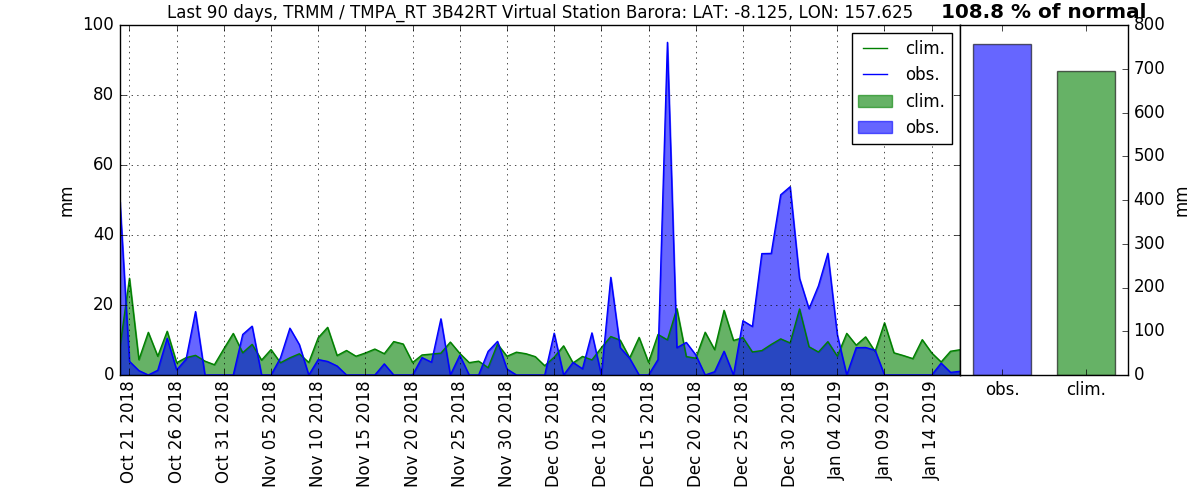 Last 90 days, TRMM / TMPA_RT 3B42RT Virtual Station Barora: LAT: -8.125, LON: 157.625
108.8 % of normal
100
80
60
40
20
0
mm
clim.
obs.
clim.
obs.
Oct 21 2018
Oct 26 2018
Oct 31 2018
Nov 05 2018
Nov 10 2018
Nov 15 2018
Nov 20 2018
Nov 25 2018
Nov 30 2018
Dec 05 2018
Dec 10 2018
Dec 15 2018
Dec 20 2018
Dec 25 2018
Dec 30 2018
Jan 04 2019
Jan 09 2019
Jan 14 2019
800
700
600
500
400
300
200
100
0
mm
obs.
clim.